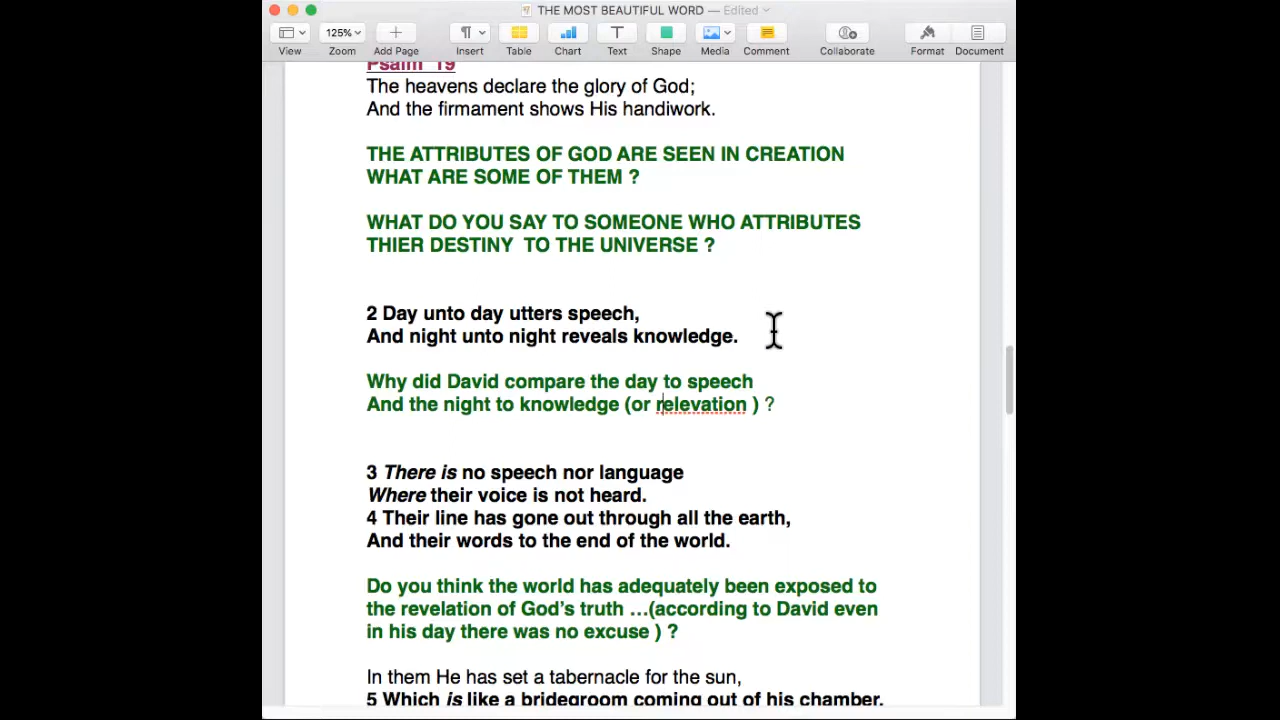 THE MOST BEAUTIFUL WORD — Edited
125%
View
Zoom
Add Page
Insert
Table
Chart
Text
Shape
Media
Comment
Collaborate
Format
Document
Psalm 19
The heavens declare the glory of God;
And the firmament shows His handiwork.
THE ATTRIBUTES OF GOD ARE SEEN IN CREATION
WHAT ARE SOME OF THEM ?
WHAT DO YOU SAY TO SOMEONE WHO ATTRIBUTES
THIER DESTINY TO THE UNIVERSE ?
2 Day unto day utters speech,
And night unto night reveals knowledge.
Why did David compare the day to speech
And the night to knowledge (or relevation ) ?
3 There is no speech nor language
Where their voice is not heard.
4 Their line has gone out through all the earth,
And their words to the end of the world.
Do you think the world has adequately been exposed to
the revelation of God’s truth …(according to David even
in his day there was no excuse ) ?
In them He has set a tabernacle for the sun,
5 Which is like a bridegroom coming out of his chamber,